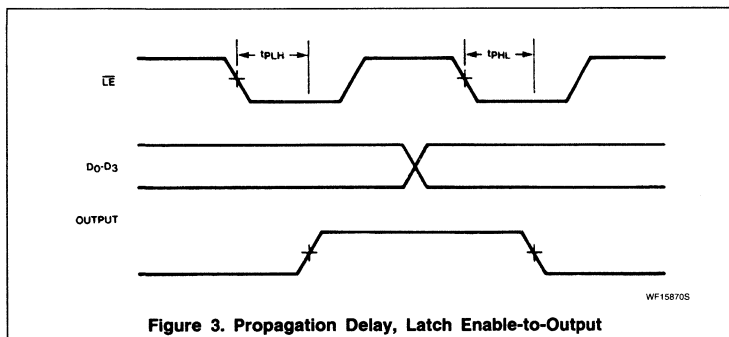 tPLH
tPHL
LE
D0-D3
OUTPUT
WF15870S
Figure 3. Propagation Delay, Latch Enable-to-Output